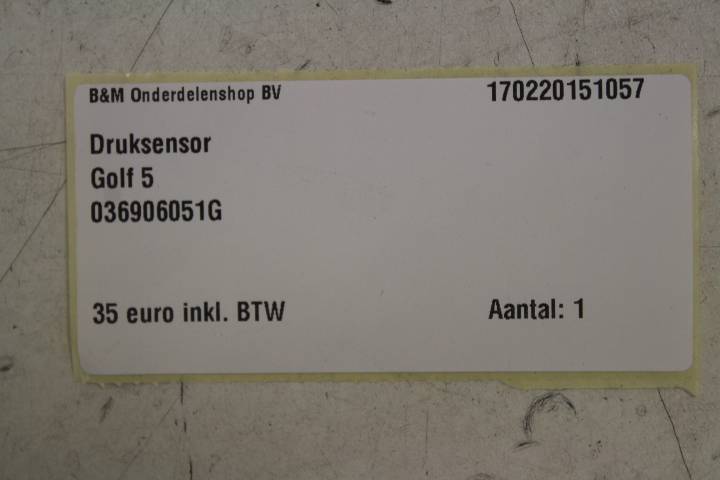 B&M Onderdelenshop BV 170220151057
Druksensor
Golf 5
036906051G
35 euro inkl. BTW Aantal: 1